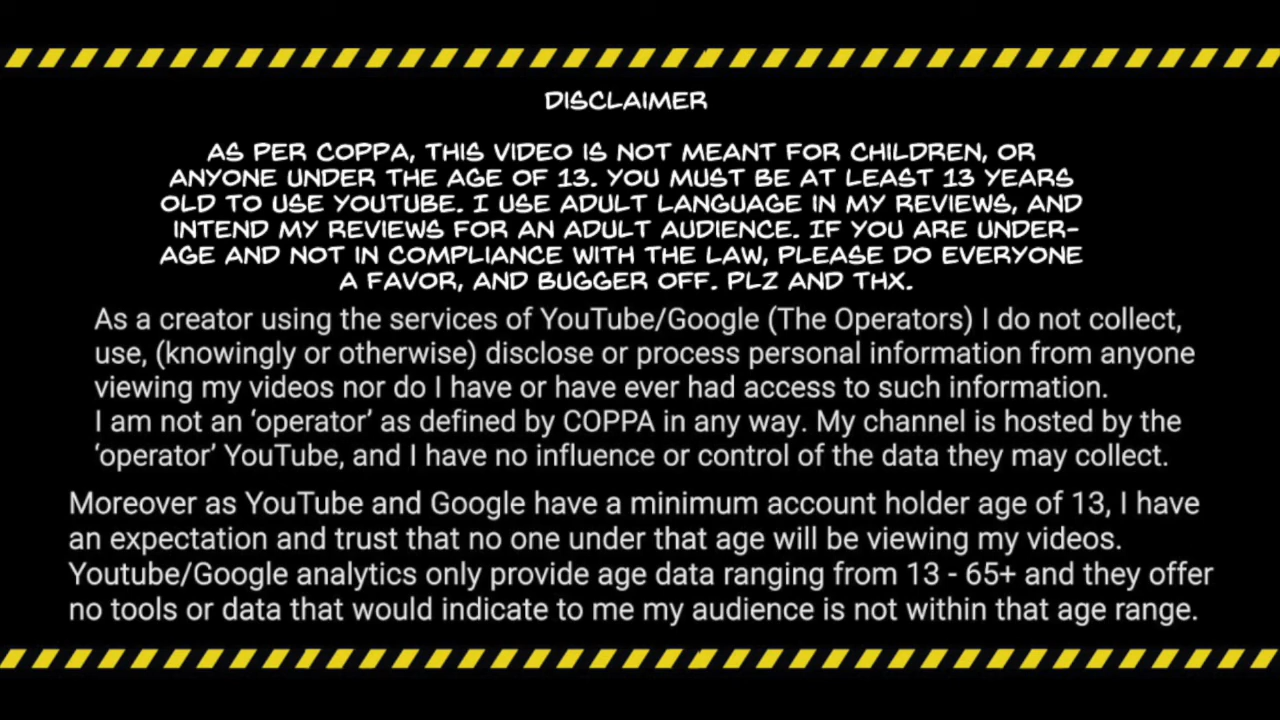 DISCLAIMER
AS PER COPPA, THIS VIDEO IS NOT MEANT FOR CHILDREN, OR
ANYONE UNDER THE AGE OF 13. YOU MUST BE AT LEAST 13 YEARS
OLD TO USE YOUTUBE. I USE ADULT LANGUAGE IN MY REVIEWS, AND
INTEND MY REVIEWS FOR AN ADULT AUDIENCE. IF YOU ARE UNDER-
AGE AND NOT IN COMPLIANCE WITH THE LAW, PLEASE DO EVERYONE
A FAVOR, AND BUGGER OFF. PLZ AND THX.
As a creator using the services of YouTube/Google (The Operators) I do not collect,
use, (knowingly or otherwise) disclose or process personal information from anyone
viewing my videos nor do I have or have ever had access to such information.
I am not an ‘operator’ as defined by COPPA in any way. My channel is hosted by the
‘operator’ YouTube, and I have no influence or control of the data they may collect.
Moreover as YouTube and Google have a minimum account holder age of 13, I have
an expectation and trust that no one under that age will be viewing my videos.
Youtube/Google analytics only provide age data ranging from 13 - 65+ and they offer
no tools or data that would indicate to me my audience is not within that age range.